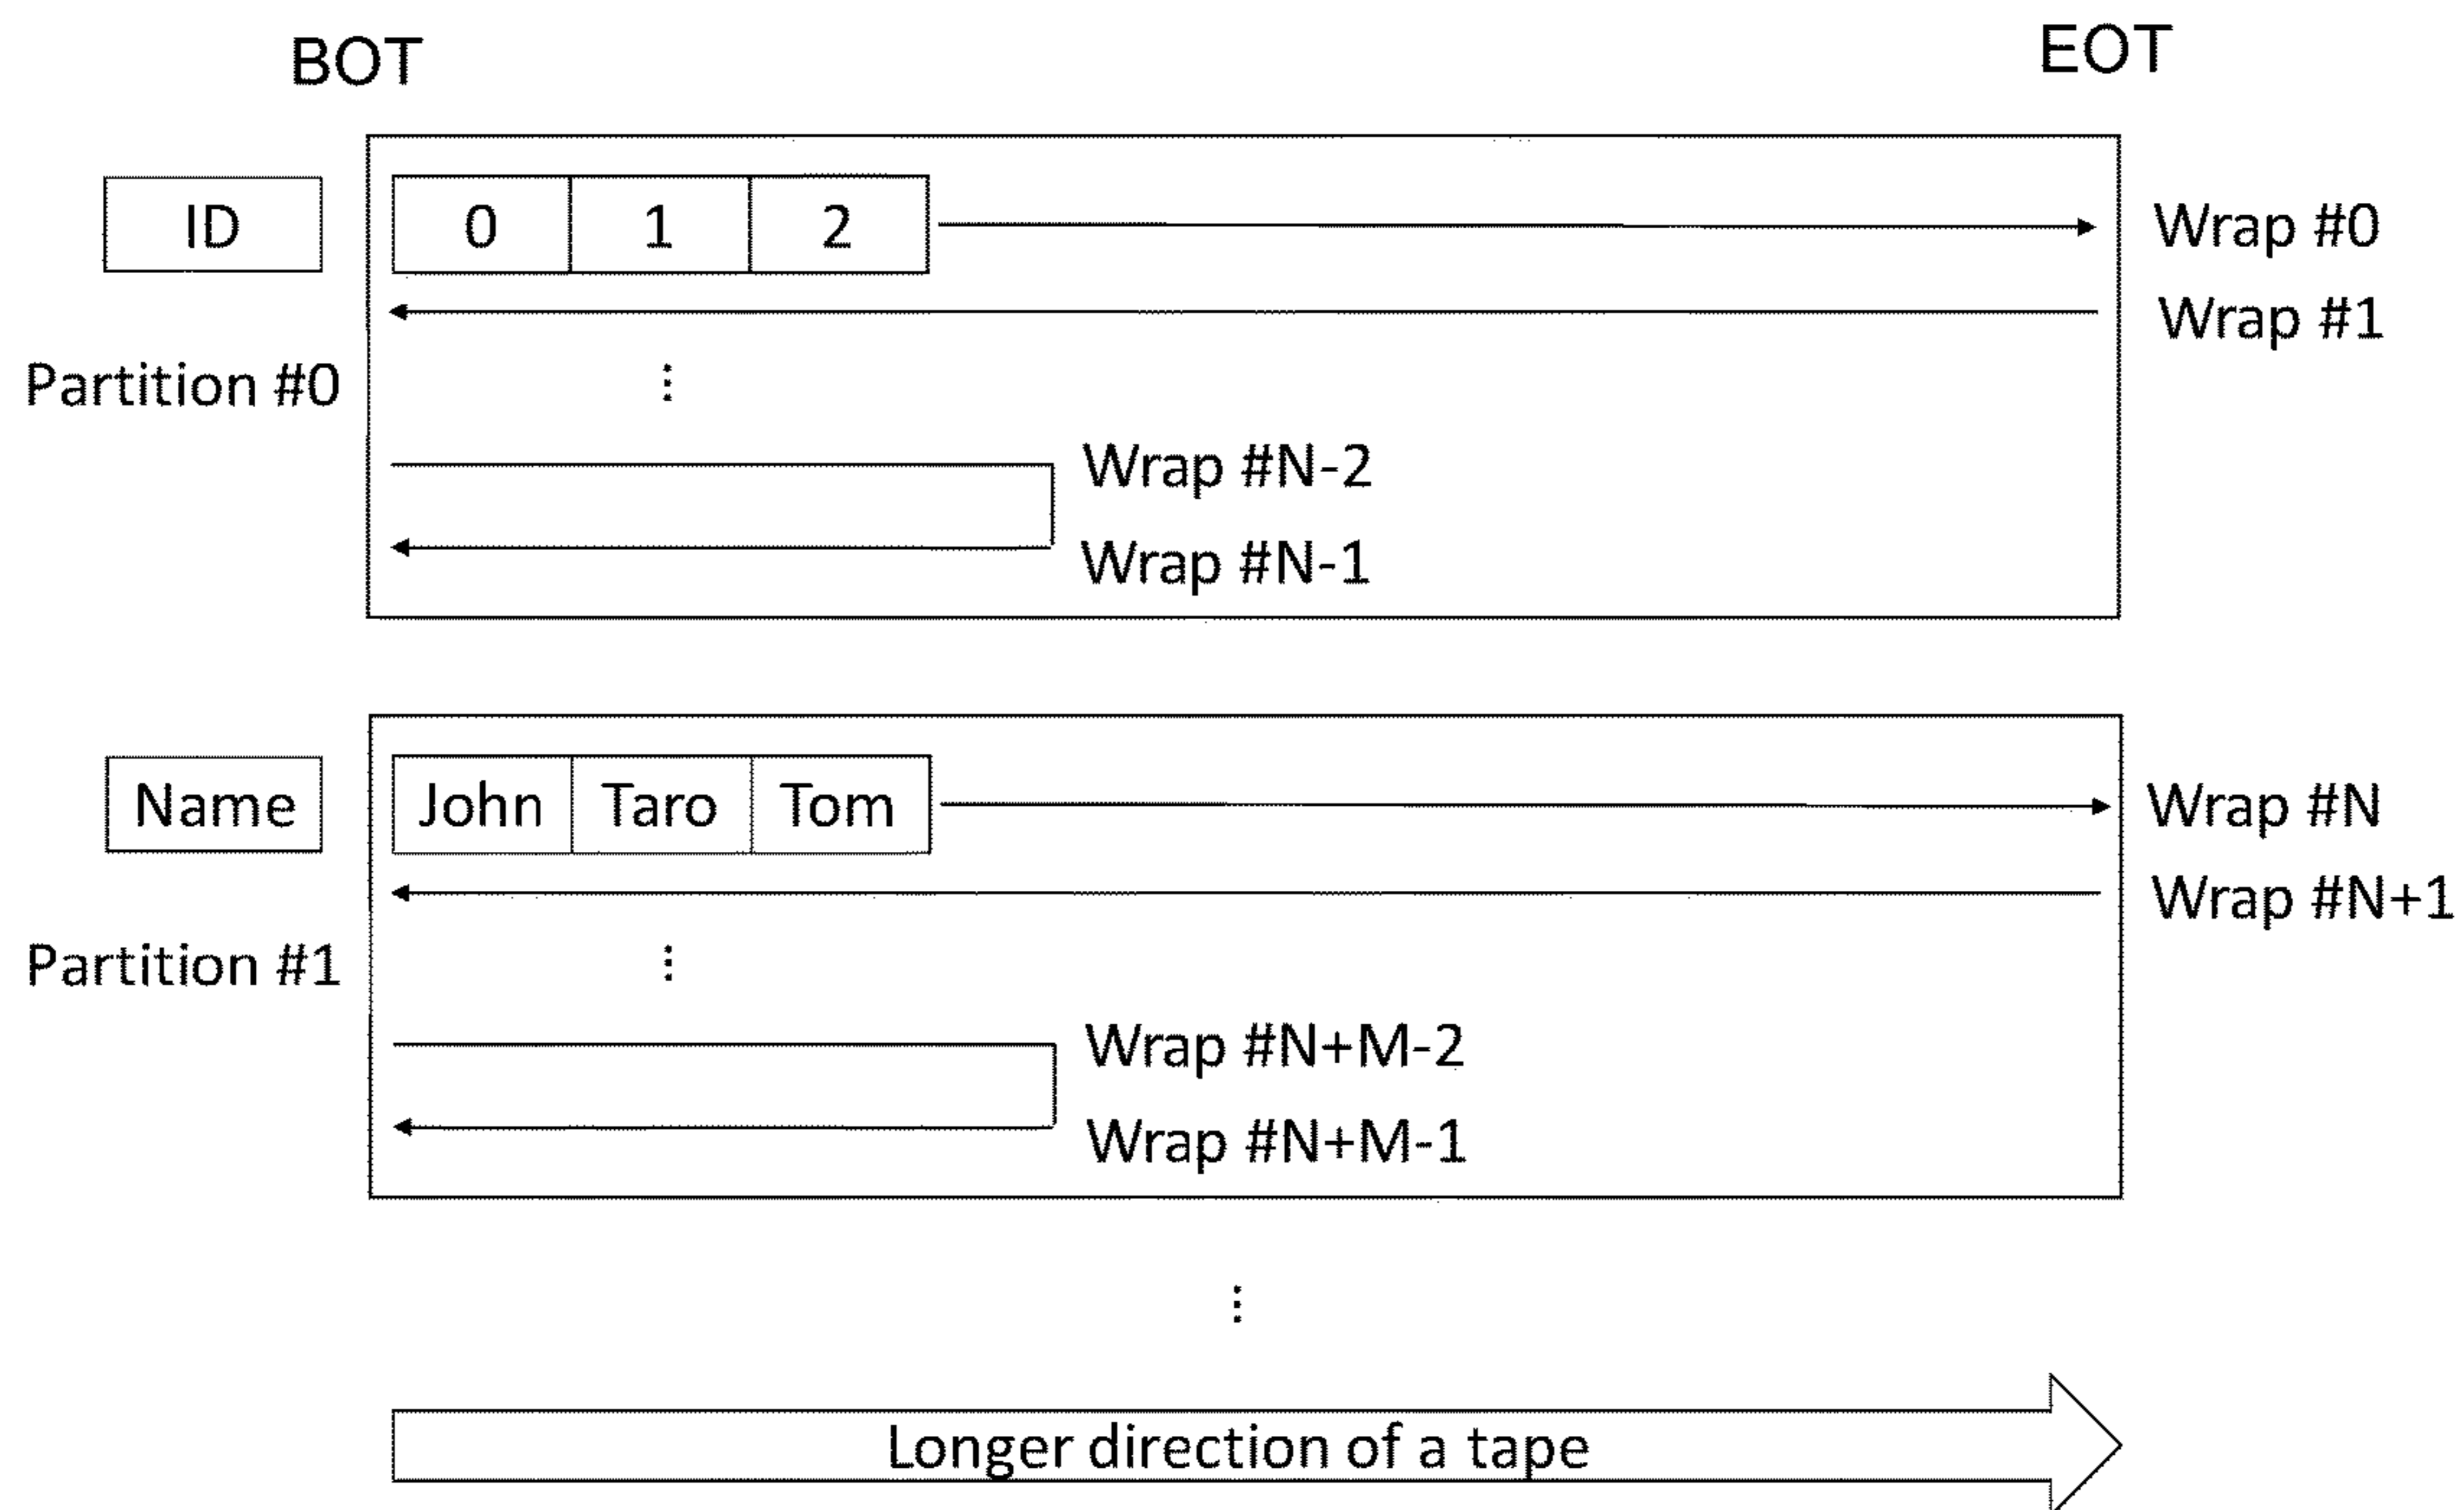 BOT EOT
ID 0 1 2 Wrap #0
Wrap #1
Partition #0
Wrap #N-2
Wrap #N-1
Name John Taro Tom Wrap #N
Wrap #N+1
Partition #1
Wrap #N+M-2
Wrap #N+M-1
Longer direction of a tape